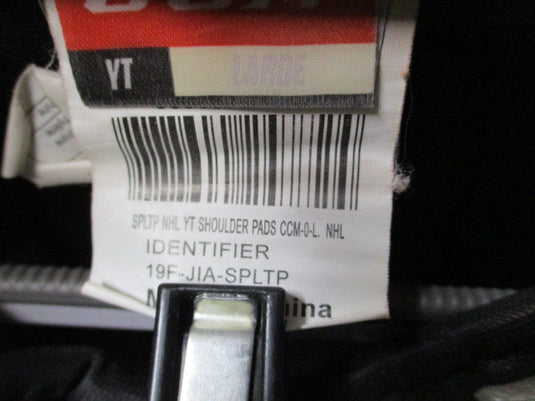 YT LARGE
SPLTP NHL YT SHOULDER PADS CCM-0-L. NHL
IDENTIFIER
19F-JIA-SPLTP